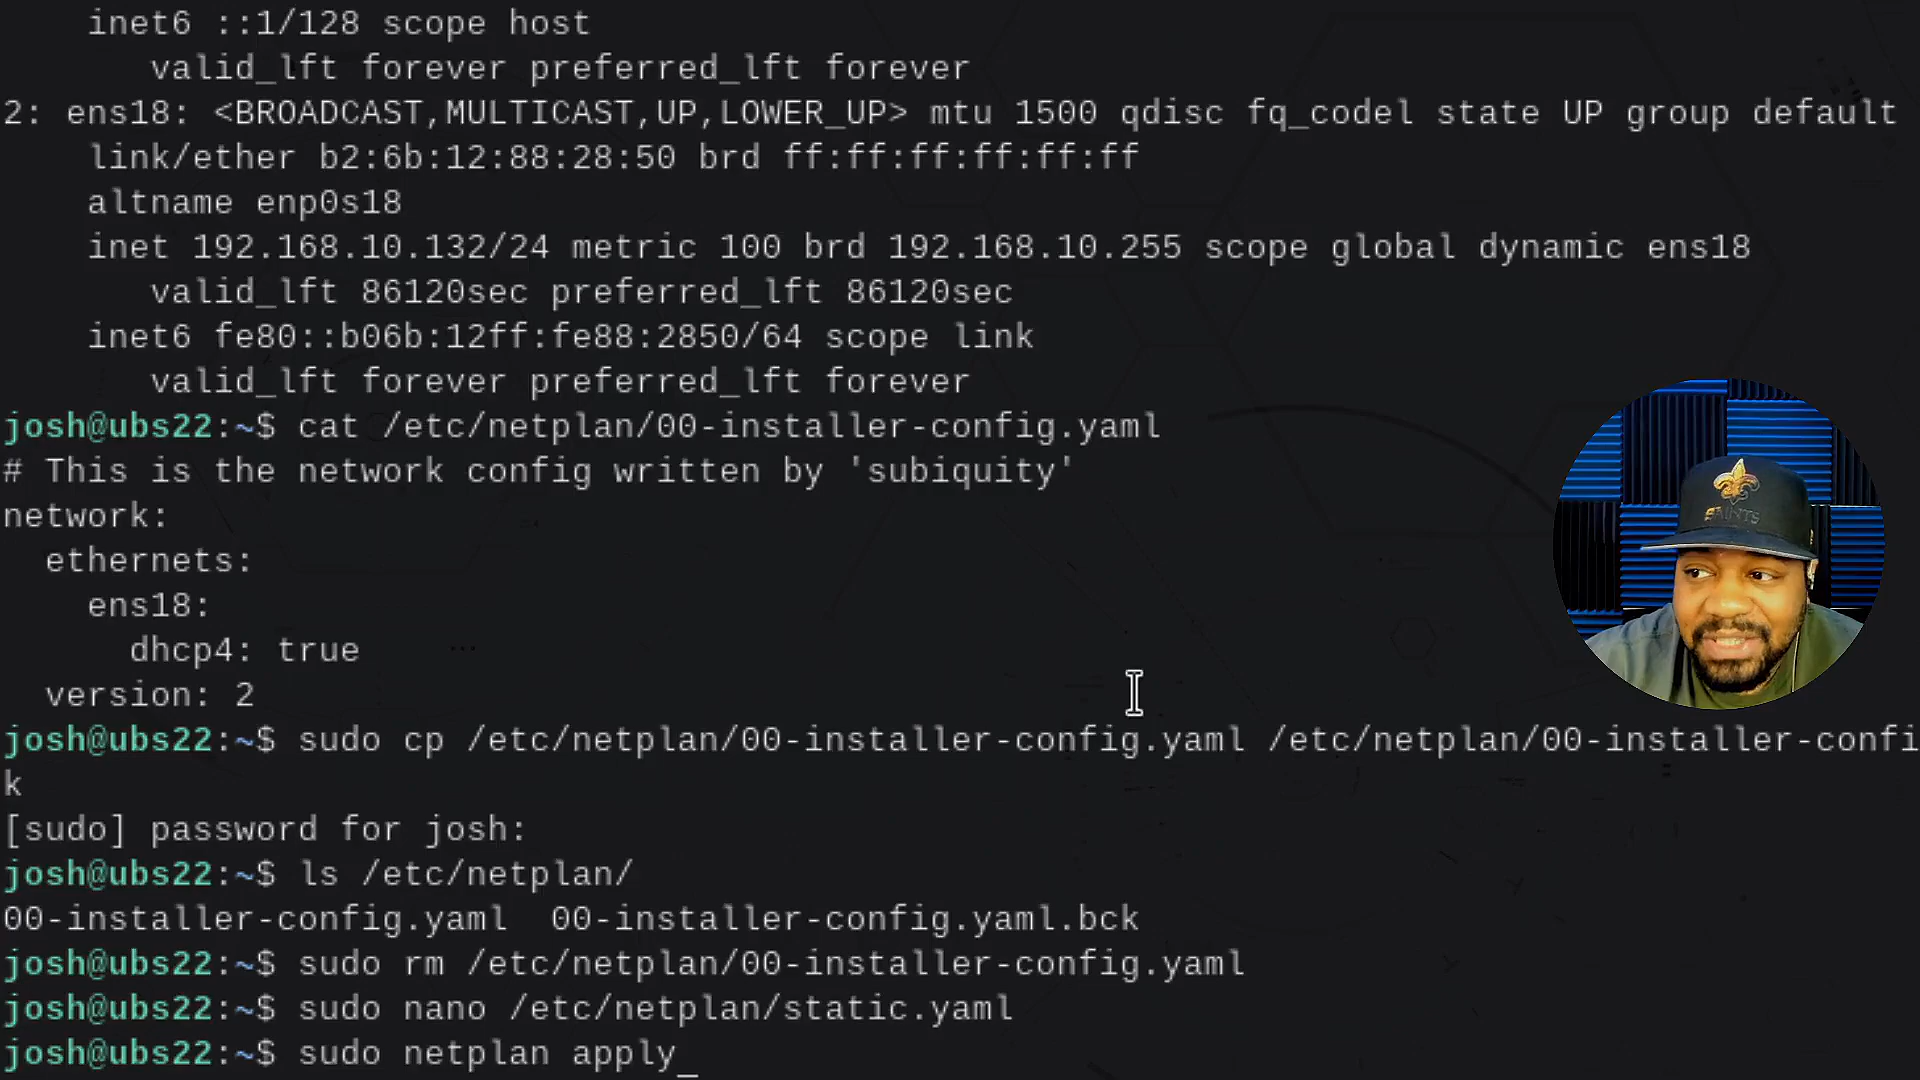 inet6 ::1/128 scope host
valid_lft forever preferred_lft forever
2: ens18: <BROADCAST,MULTICAST,UP,LOWER_UP> mtu 1500 qdisc fq_codel state UP group default
link/ether b2:6b:12:88:28:50 brd ff:ff:ff:ff:ff:ff
altname enp0s18
inet 192.168.10.132/24 metric 100 brd 192.168.10.255 scope global dynamic ens18
valid_lft 86120sec preferred_lft 86120sec
inet6 fe80::b06b:12ff:fe88:2850/64 scope link
valid_lft forever preferred_lft forever
josh@ubs22:~$ cat /etc/netplan/00-installer-config.yaml
# This is the network config written by 'subiquity'
network:
ethernets:
ens18:
dhcp4: true
version: 2
josh@ubs22:~$ sudo cp /etc/netplan/00-installer-config.yaml /etc/netplan/00-installer-confi
k
[sudo] password for josh:
josh@ubs22:~$ ls /etc/netplan/
00-installer-config.yaml  00-installer-config.yaml.bck
josh@ubs22:~$ sudo rm /etc/netplan/00-installer-config.yaml
josh@ubs22:~$ sudo nano /etc/netplan/static.yaml
josh@ubs22:~$ sudo netplan apply_
SAINTS